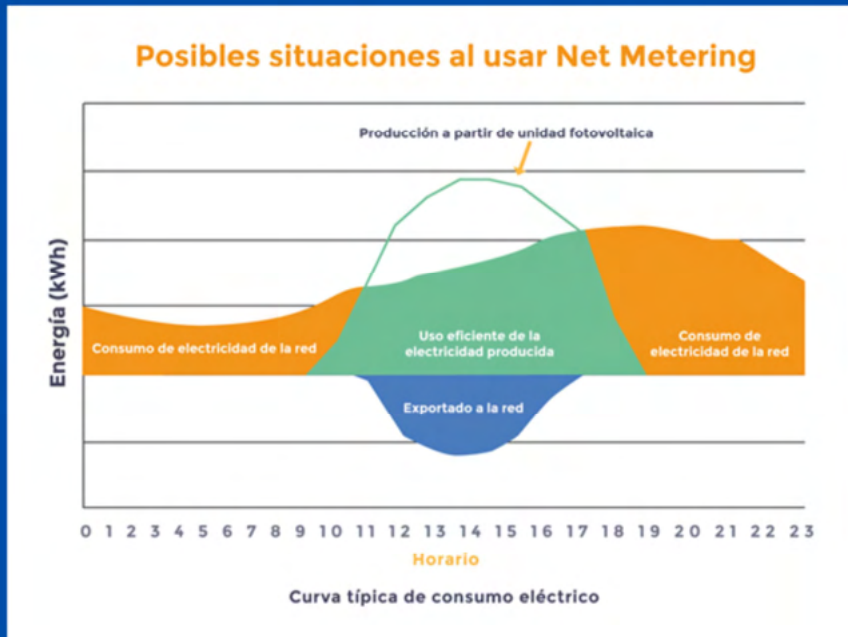 Posibles situaciones al usar Net Metering
Producción a partir de unidad fotovoltaica
Energía (kWh)
Consumo de electricidad de la red
Uso eficiente de la
electricidad producida
Consumo de
electricidad de la red
Exportado a la red
0 1 2 3 4 5 6 7 8 9 10 11 12 13 14 15 16 17 18 19 20 21 22 23
Horario
Curva típica de consumo eléctrico